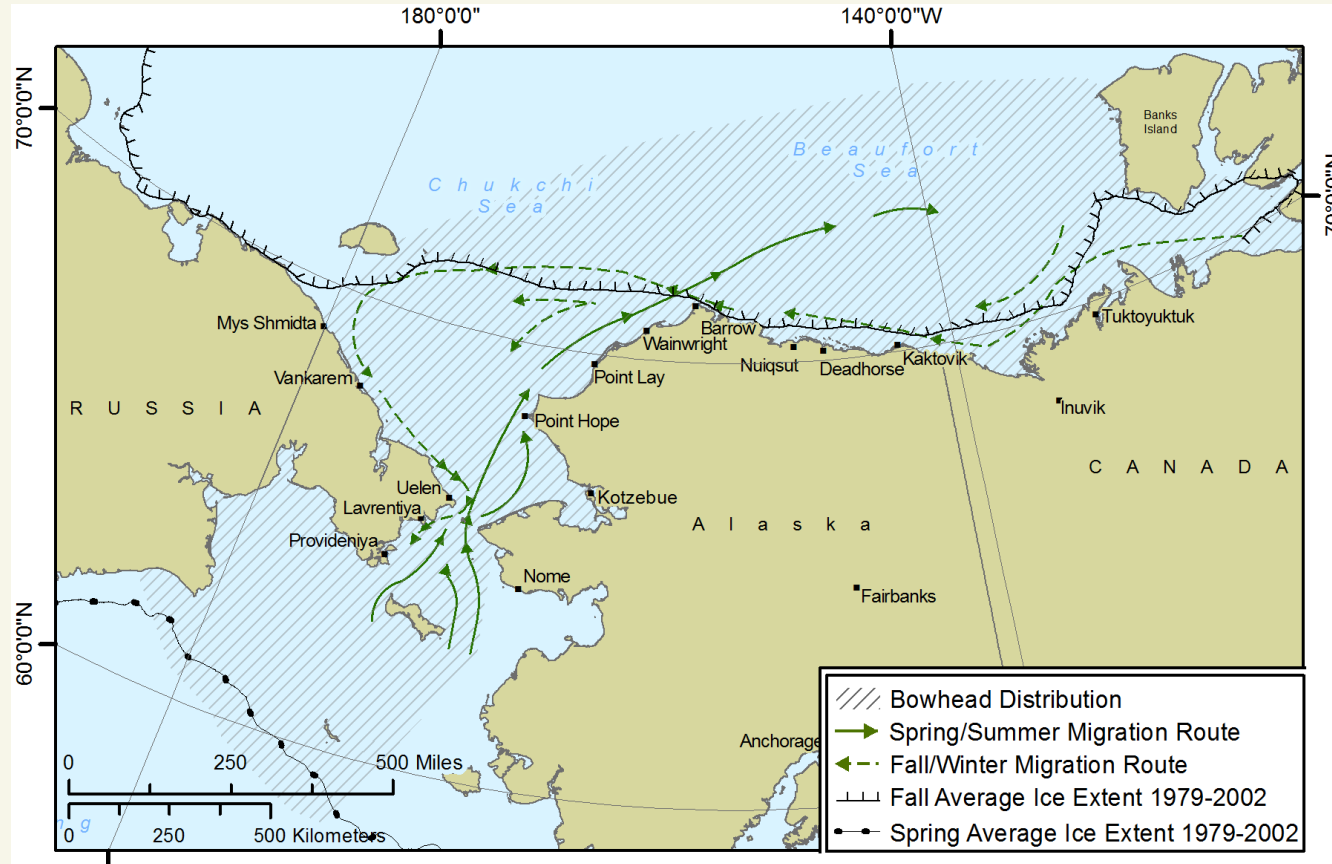 180°0'0"
140°0'0"W
70°0'0"N
70°0'0"N
60°0'0"N
Banks
Island
Beaufort
Sea
Chukchi
Sea
Mys Shmidta
Vankarem
RUSSIA
Barrow
Wainwright
Nuiqsut
Deadhorse
Kaktovik
Tuktoyuktuk
Point Lay
Point Hope
Inuvik
CANADA
Uelen
Lavrentiya
Provideniya
Kotzebue
Alaska
Nome
Fairbanks
Anchorage
0 250 500 Miles
0 250 500 Kilometers
n g
Bowhead Distribution
Spring/Summer Migration Route
Fall/Winter Migration Route
Fall Average Ice Extent 1979-2002
Spring Average Ice Extent 1979-2002